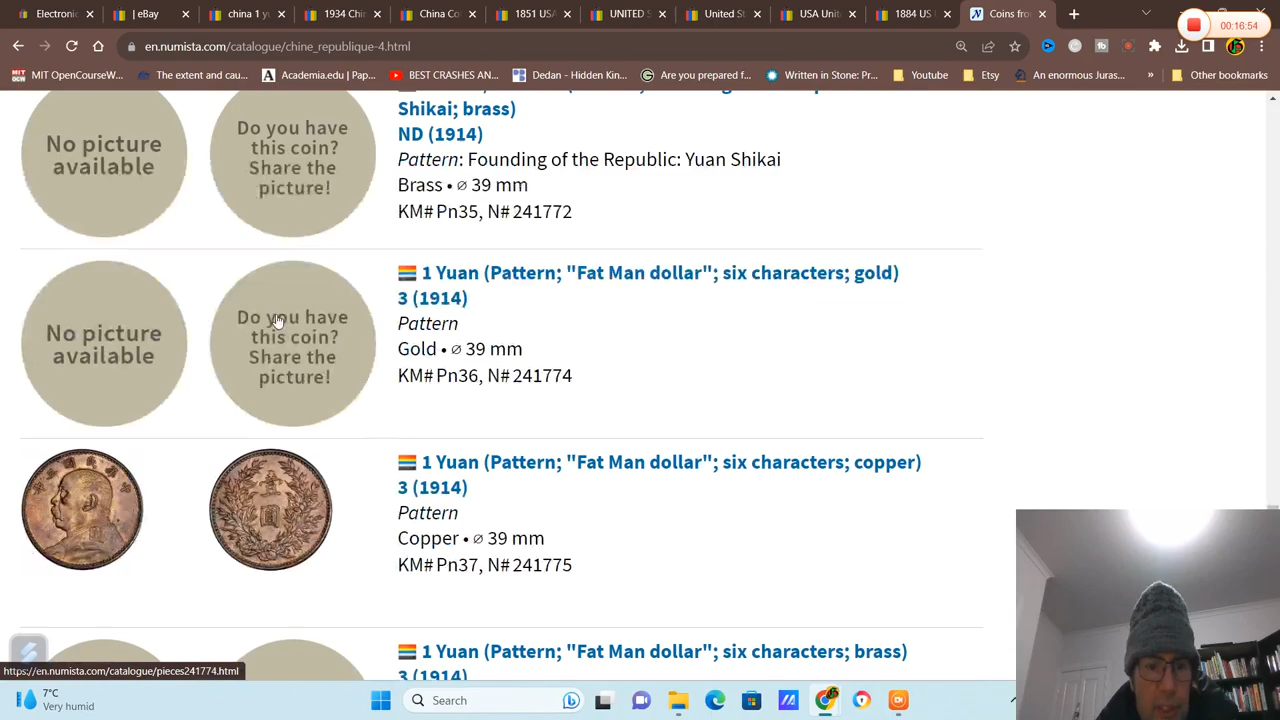 Electronic
| eBay
china 1 yu
1934 Chin
China Co
1851 USA
UNITED S
United St
USA Unit
1884 US
Coins fro
00:16:54
en.numista.com/catalogue/chine_republique-4.html
MIT OpenCourseW...
The extent and cau...
Academia.edu | Pap...
BEST CRASHES AN...
Dedan - Hidden Kin...
Are you prepared f...
Written in Stone: Pr...
Youtube
Etsy
An enormous Juras...
»
Other bookmarks
No picture
available
Do you have
this coin?
Share the
picture!
Shikai; brass)
ND (1914)
Pattern: Founding of the Republic: Yuan Shikai
Brass • ⌀ 39 mm
KM# Pn35, N# 241772
No picture
available
Do you have
this coin?
Share the
picture!
1 Yuan (Pattern; "Fat Man dollar"; six characters; gold)
3 (1914)
Pattern
Gold • ⌀ 39 mm
KM# Pn36, N# 241774
1 Yuan (Pattern; "Fat Man dollar"; six characters; copper)
3 (1914)
Pattern
Copper • ⌀ 39 mm
KM# Pn37, N# 241775
壹
圓
1 Yuan (Pattern; "Fat Man dollar"; six characters; brass)
3 (1914)
https://en.numista.com/catalogue/pieces241774.html
7°C
Very humid
Search